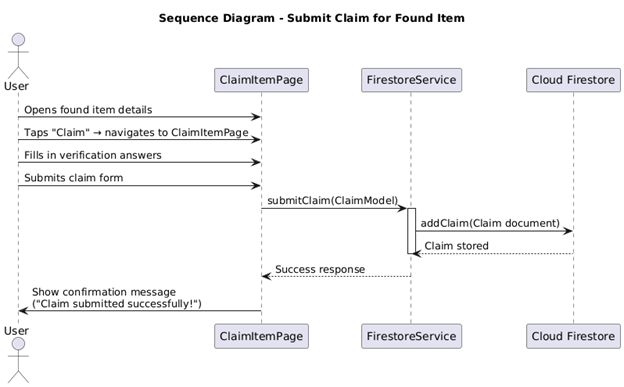 Sequence Diagram - Submit Claim for Found Item
User
ClaimItemPage
FirestoreService
Cloud Firestore
Opens found item details
Taps "Claim" → navigates to ClaimItemPage
Fills in verification answers
Submits claim form
submitClaim(ClaimModel)
addClaim(Claim document)
Claim stored
Success response
Show confirmation message
("Claim submitted successfully!")
User
ClaimItemPage
FirestoreService
Cloud Firestore